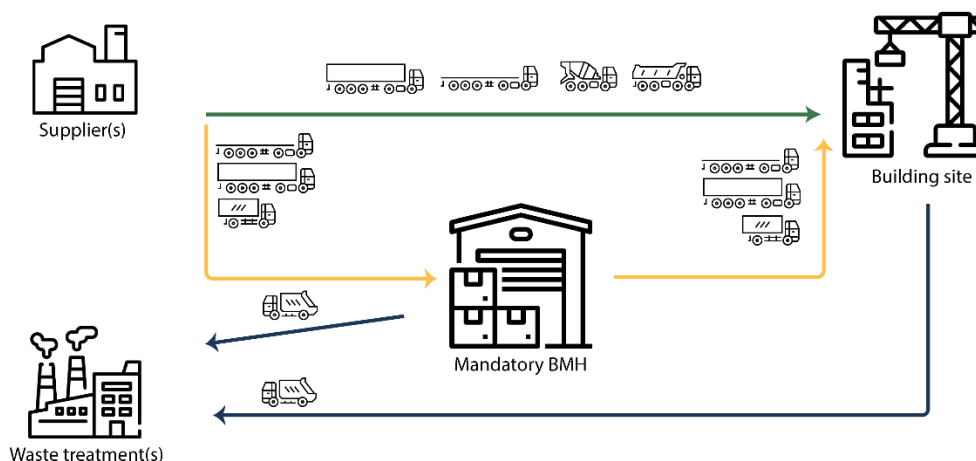 Supplier(s)
Building site
Mandatory BMH
Waste treatment(s)